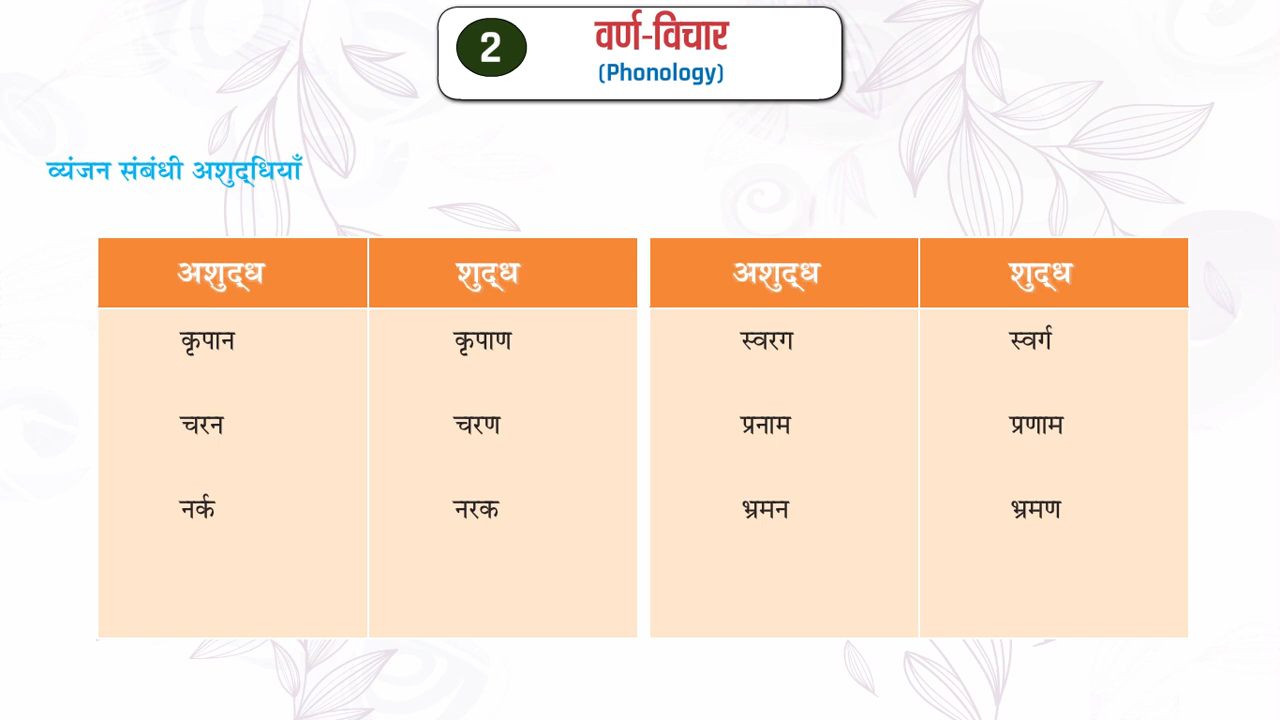 2
वर्ण-विचार
(Phonology)
व्यंजन संबंधी अशुद्धियाँ
अशुद्ध शुद्ध अशुद्ध शुद्ध
कृपान कृपाण स्वरग स्वर्ग
चरन चरण प्रनाम प्रणाम
नर्क नरक भ्रमन भ्रमण